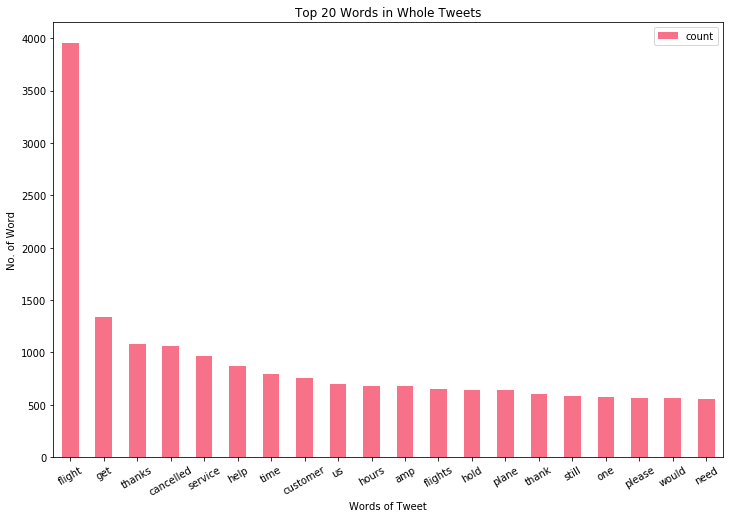 Top 20 Words in Whole Tweets
count
No. of Word
4000
3500
3000
2500
2000
1500
1000
500
0
flight
get
thanks
cancelled
service
help
time
customer
us
hours
amp
flights
hold
plane
thank
still
one
please
would
need
Words of Tweet